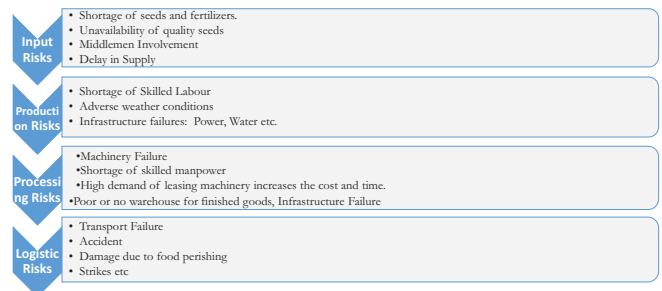 Input
Risks
• Shortage of seeds and fertilizers.
• Unavailability of quality seeds
• Middlemen Involvement
• Delay in Supply
Producti
on Risks
• Shortage of Skilled Labour
• Adverse weather conditions
• Infrastructure failures: Power, Water etc.
Processi
ng Risks
•Machinery Failure
•Shortage of skilled manpower
•High demand of leasing machinery increases the cost and time.
•Poor or no warehouse for finished goods, Infrastructure Failure
Logistic
Risks
• Transport Failure
• Accident
• Damage due to food perishing
• Strikes etc